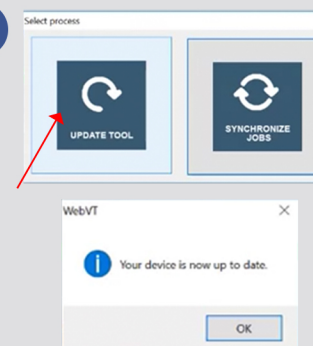 Select process
UPDATE TOOL
SYNCHRONIZE
JOBS
WebVT
Your device is now up to date.
OK